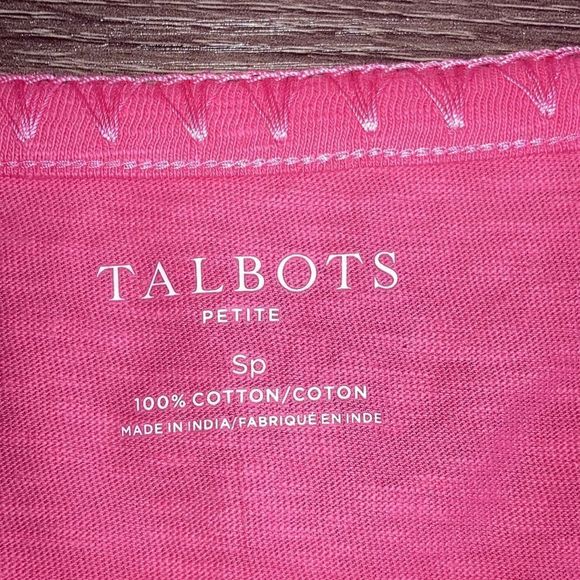 TALBOTS
PETITE
Sp
100% COTTON/COTON
MADE IN INDIA/FABRIQUÉ EN INDE